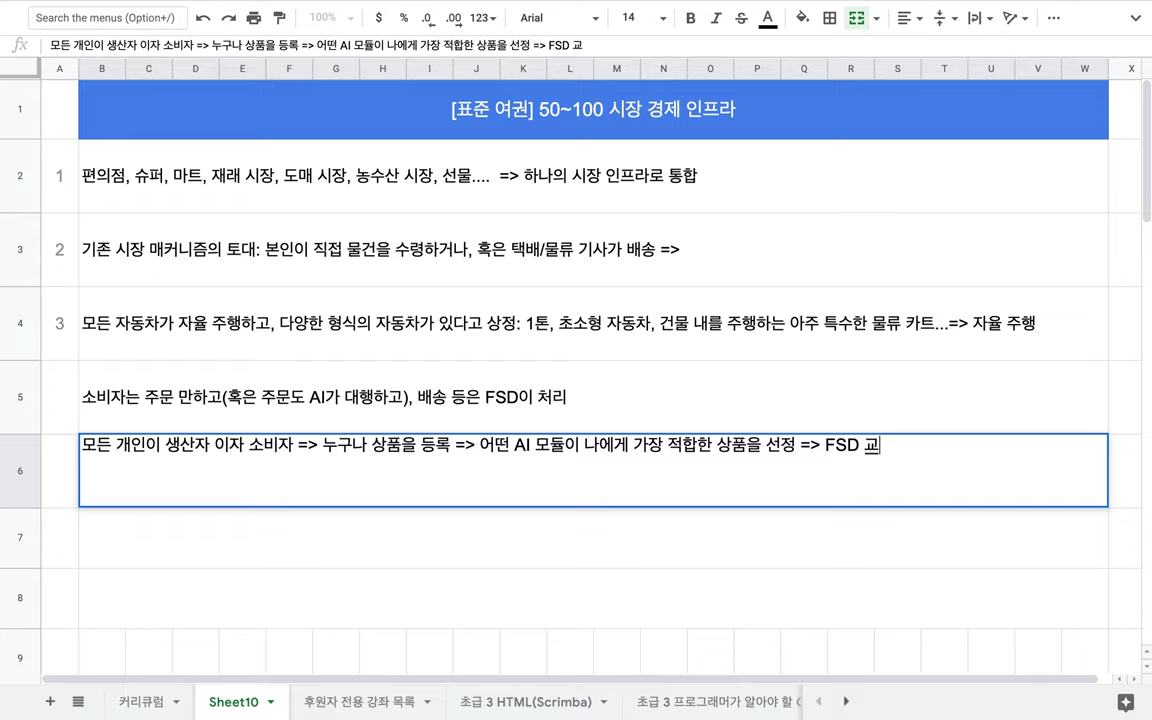 Search the menus (Option+/) 100% $ % .0 .00 123 Arial 14 B I S A
fx 모든 개인이 생산자 이자 소비자 => 누구나 상품을 등록 => 어떤 AI 모듈이 나에게 가장 적합한 상품을 선정 => FSD 교
A B C D E F G H I J K L M N O P Q R S T U V W X
1 [표준 여권] 50~100 시장 경제 인프라
2 1 편의점, 슈퍼, 마트, 재래 시장, 도매 시장, 농수산 시장, 선물.... => 하나의 시장 인프라로 통합
3 2 기존 시장 매커니즘의 토대: 본인이 직접 물건을 수령하거나, 혹은 택배/물류 기사가 배송 =>
4 3 모든 자동차가 자율 주행하고, 다양한 형식의 자동차가 있다고 상정: 1톤, 초소형 자동차, 건물 내를 주행하는 아주 특수한 물류 카트...=> 자율 주행
5 소비자는 주문 만하고(혹은 주문도 AI가 대행하고), 배송 등은 FSD이 처리
6 모든 개인이 생산자 이자 소비자 => 누구나 상품을 등록 => 어떤 AI 모듈이 나에게 가장 적합한 상품을 선정 => FSD 교
7
8
9
+ 커리큐럼 Sheet10 후원자 전용 강좌 목록 초급 3 HTML(Scrimba) 초급 3 프로그래머가 알아야 할